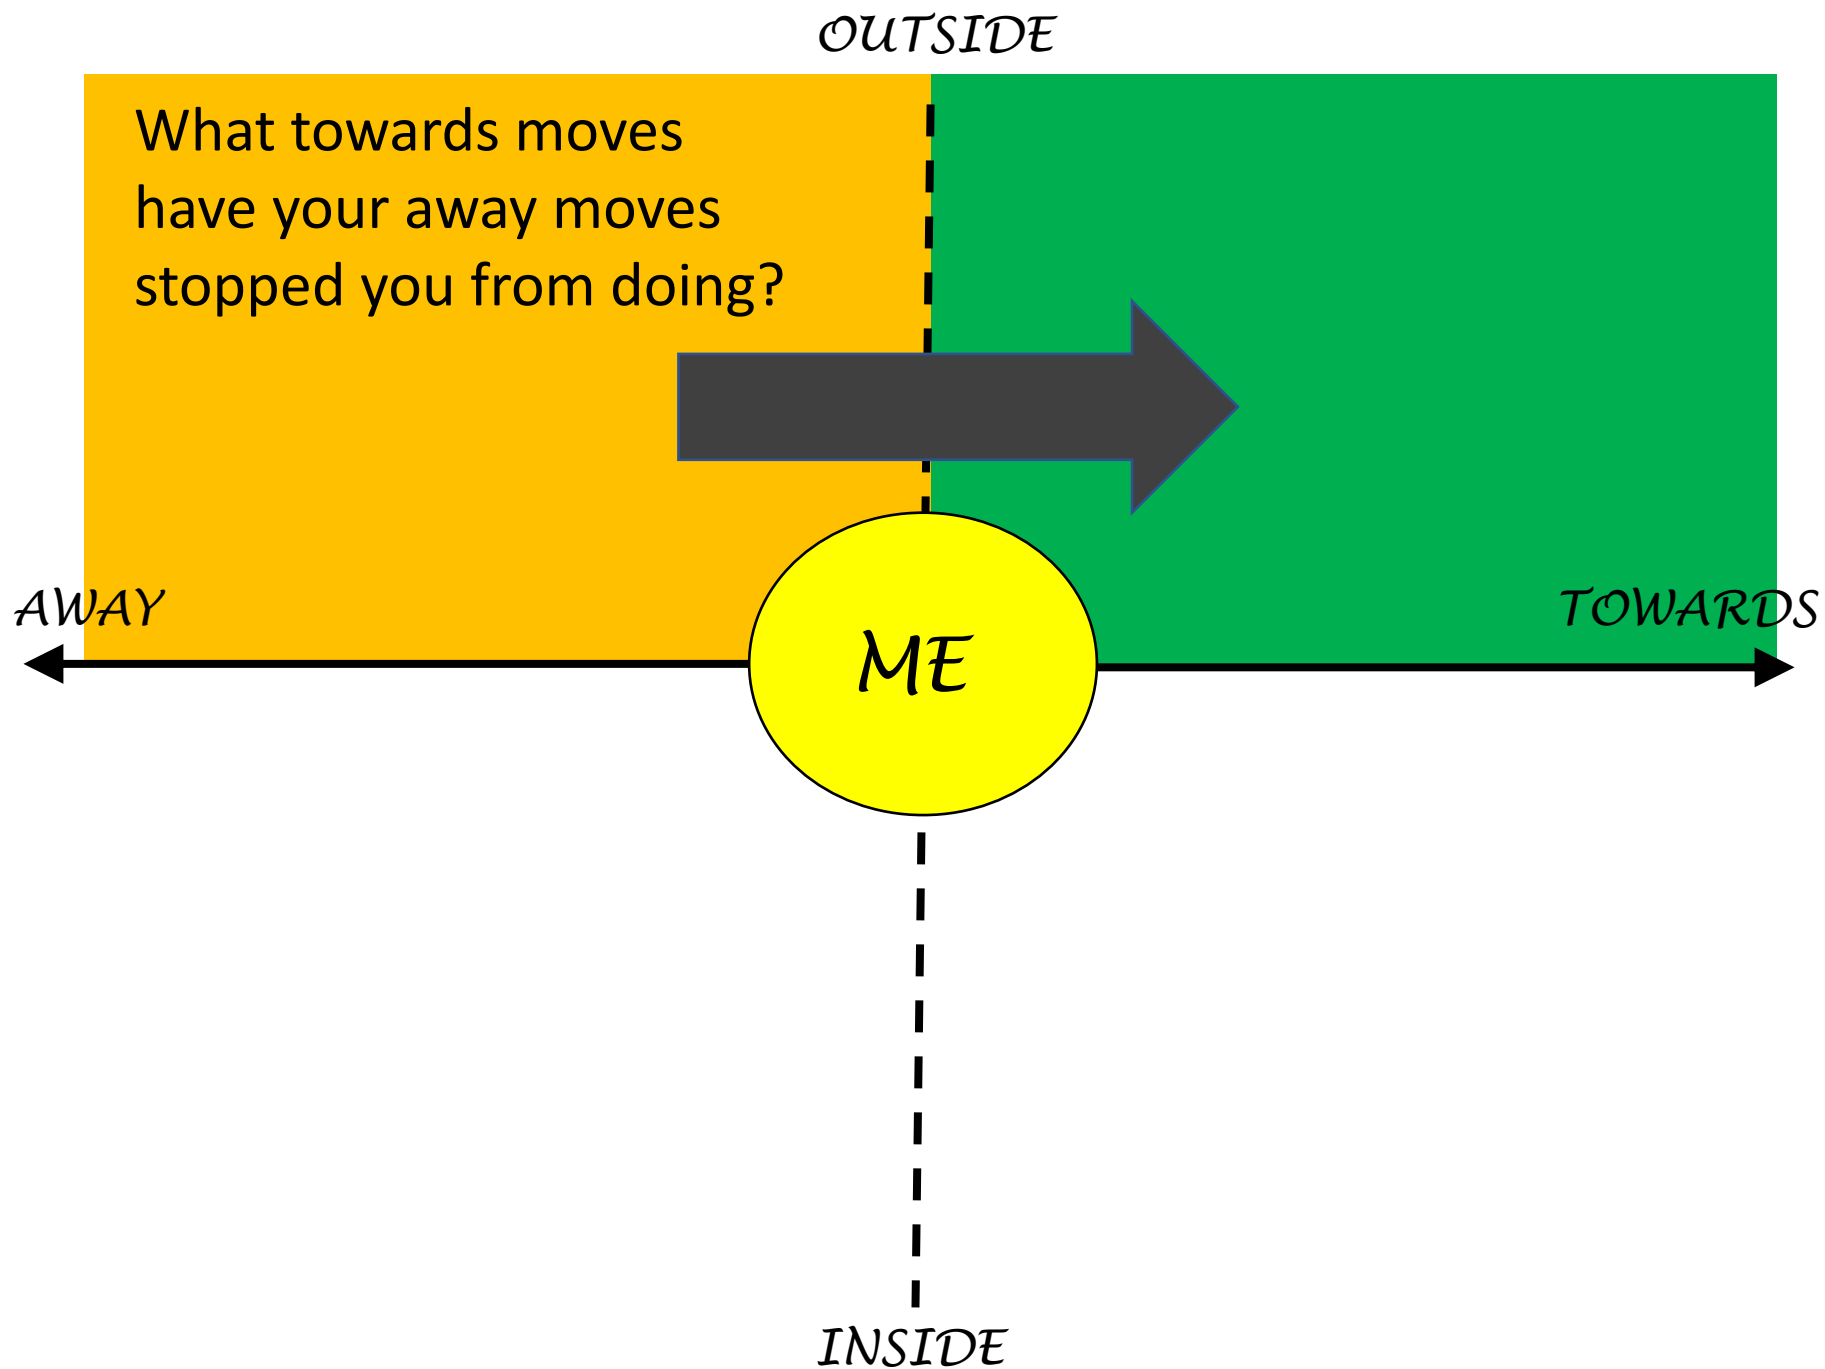 OUTSIDE
What towards moves
have your away moves
stopped you from doing?
AWAY
TOWARDS
ME
INSIDE